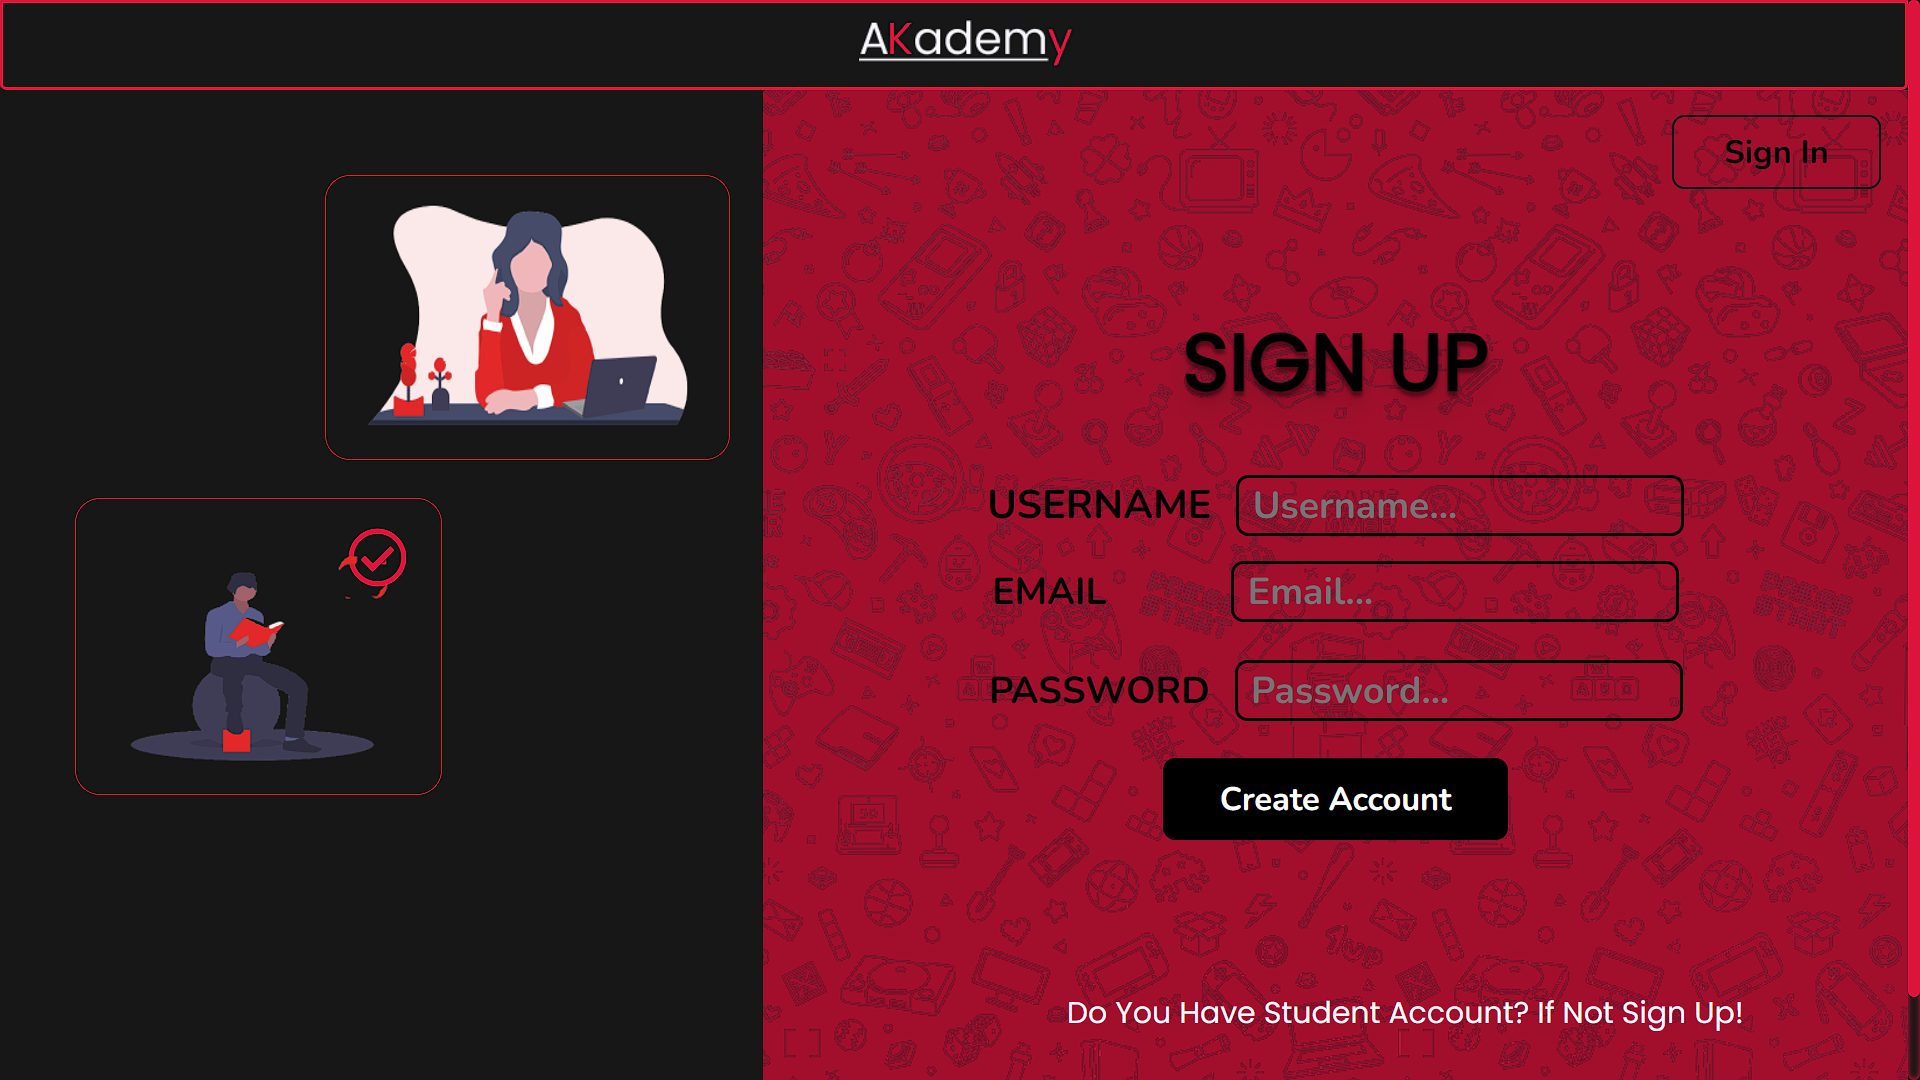 AKademy
Sign In
SIGN UP
USERNAME Username...
EMAIL Email...
PASSWORD Password...
Create Account
Do You Have Student Account? If Not Sign Up!